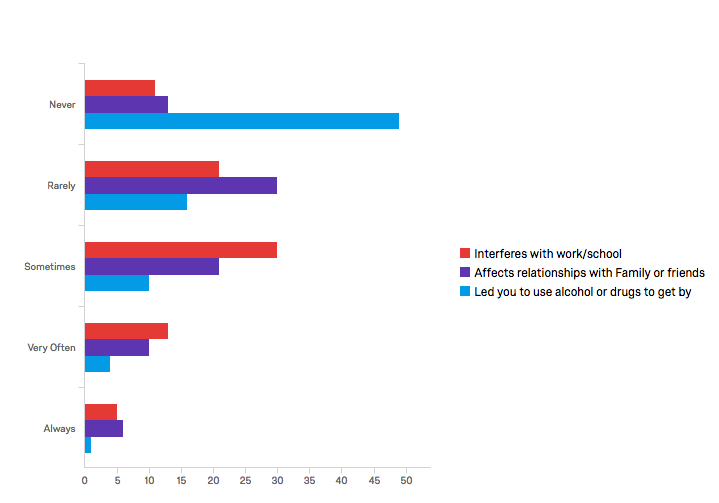 Never
Rarely
Sometimes
Very Often
Always
0 5 10 15 20 25 30 35 40 45 50
Interferes with work/school
Affects relationships with Family or friends
Led you to use alcohol or drugs to get by